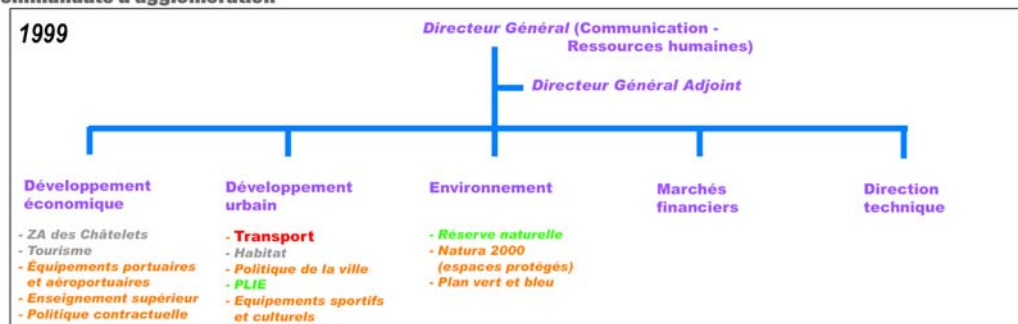 communauté d'agglomération
1999
Directeur Général (Communication -
Ressources humaines)
Directeur Général Adjoint
Développement
économique
- ZA des Châtelets
- Tourisme
- Équipements portuaires
et aéroportuaires
- Enseignement supérieur
- Politique contractuelle
Développement
urbain
- Transport
- Habitat
- Politique de la ville
- PLIE
- Equipements sportifs
et culturels
Environnement
- Réserve naturelle
- Natura 2000
(espaces protégés)
- Plan vert et bleu
Marchés
financiers
Direction
technique